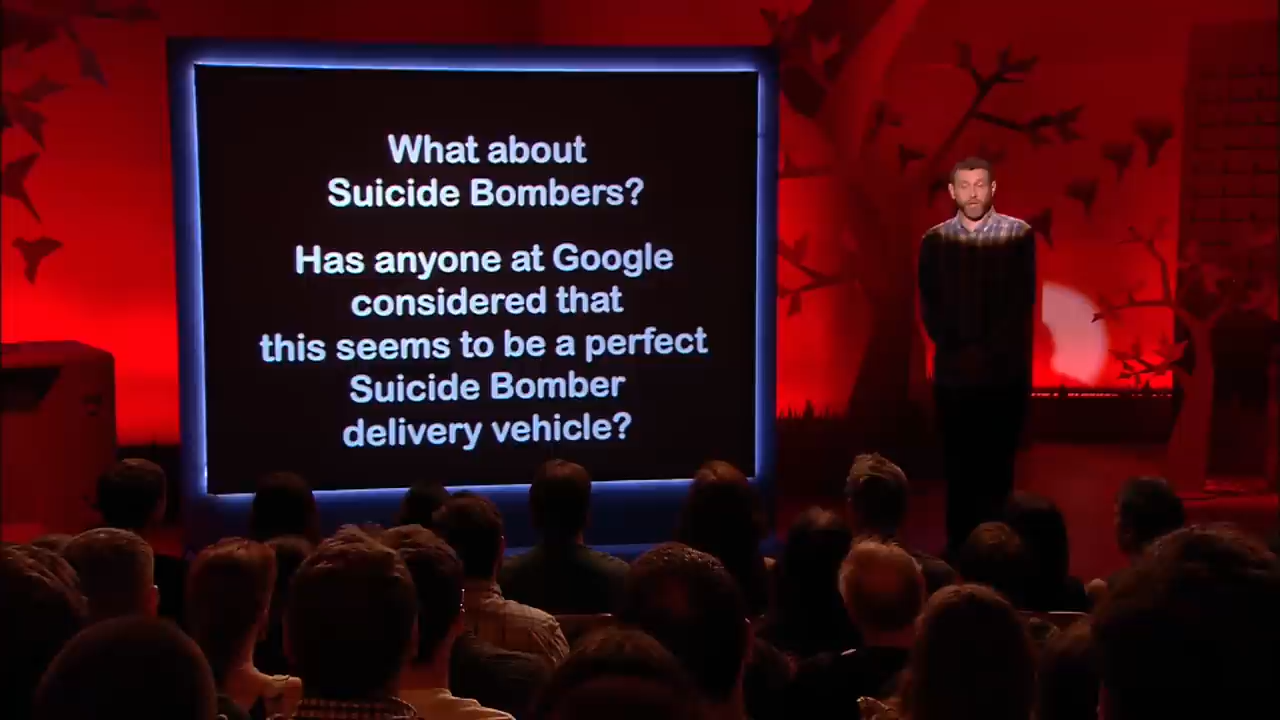 What about
Suicide Bombers?
Has anyone at Google
considered that
this seems to be a perfect
Suicide Bomber
delivery vehicle?